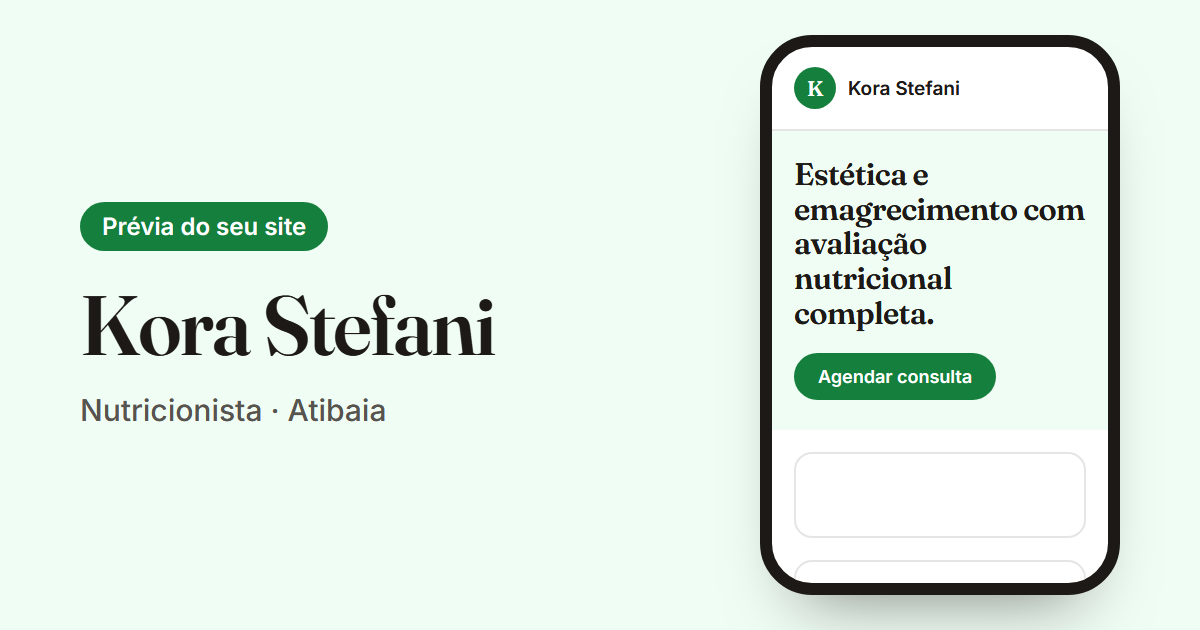 Prévia do seu site
Kora Stefani
Nutricionista · Atibaia
K
Kora Stefani
Estética e
emagrecimento com
avaliação
nutricional
completa.
Agendar consulta